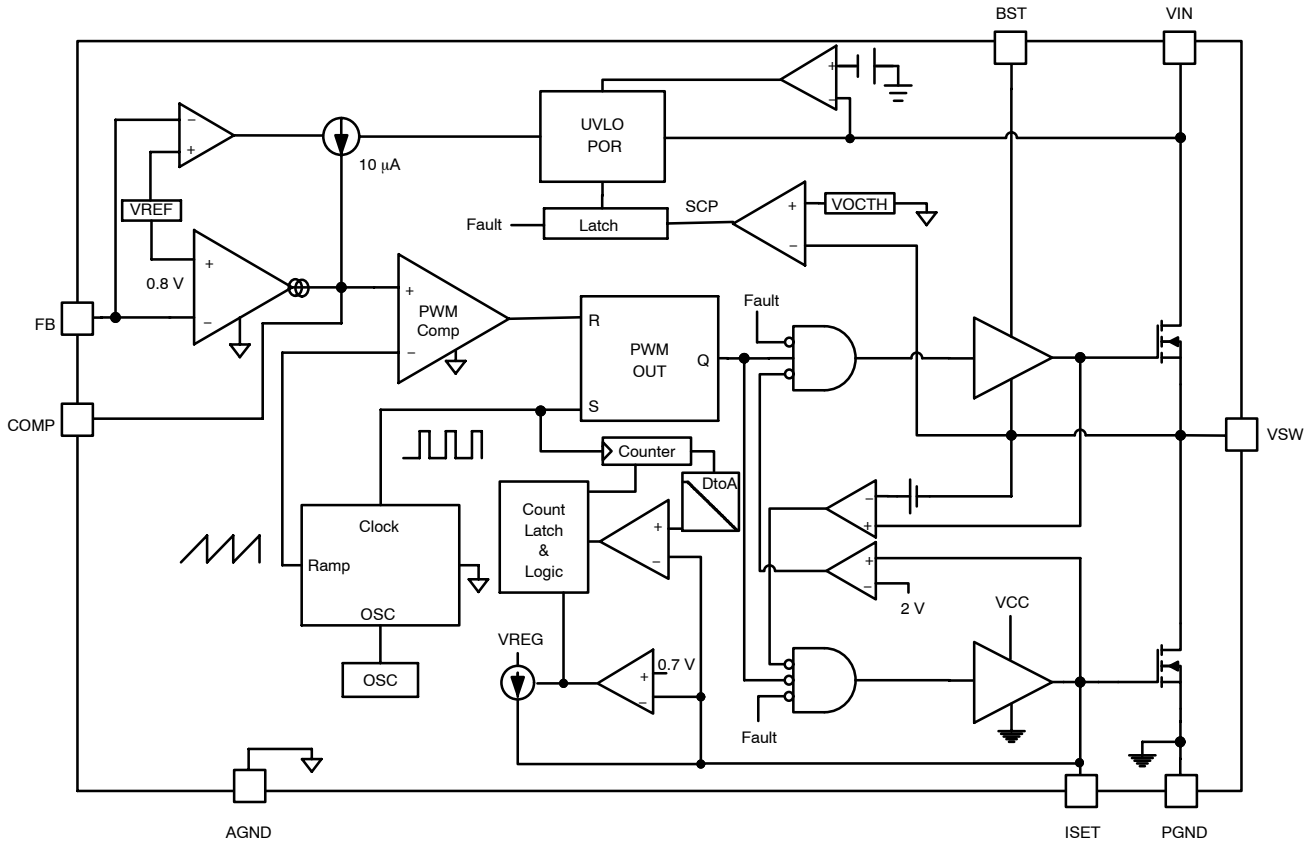 BST
VIN
UVLO
POR
10 μA
VREF
Fault
Latch
SCP
VOCTH
0.8 V
FB
PWM
Comp
R
PWM
OUT
Q
S
Fault
COMP
VSW
Counter
DtoA
Clock
Ramp
OSC
OSC
Count
Latch
&
Logic
2 V
VCC
VREG
0.7 V
Fault
AGND
ISET
PGND